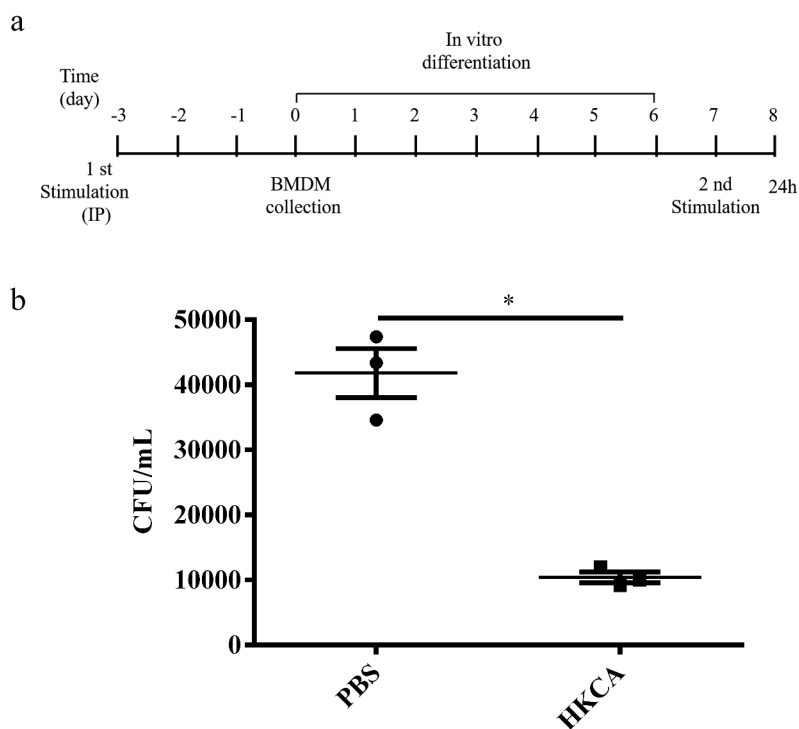 a
In vitro
differentiation
Time
(day)
-3 -2 -1 0 1 2 3 4 5 6 7 8
1 st
Stimulation
(IP)
BMDM
collection
2 nd
Stimulation
24h
b
*
50000
40000
30000
20000
10000
0
CFU/mL
PBS
HKCA